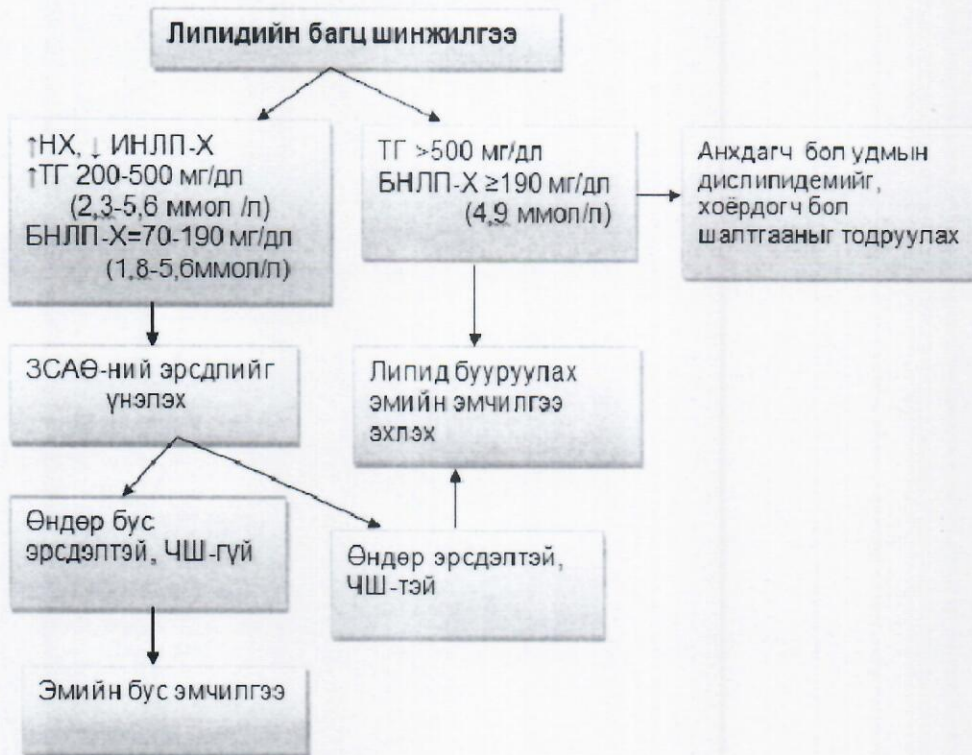 Липидийн багц шинжилгээ
↑НХ, ↓ ИНЛП-Х
↑ТГ 200-500 мг/дл
(2,3-5,6 ммол /л)
БНЛП-Х=70-190 мг/дл
(1,8-5,6ммол/л)
ТГ >500 мг/дл
БНЛП-Х ≥190 мг/дл
(4,9 ммол/л)
Анхдагч бол удмын
дислипидемийг,
хоёрдогч бол
шалтгааныг тодруулах
ЗСАӨ-ний эрсдлийг
үнэлэх
Липид бууруулах
эмийн эмчилгээ
эхлэх
Өндөр бус
эрсдэлтэй, ЧШ-гүй
Өндөр эрсдэлтэй,
ЧШ-тэй
Эмийн бус эмчилгээ